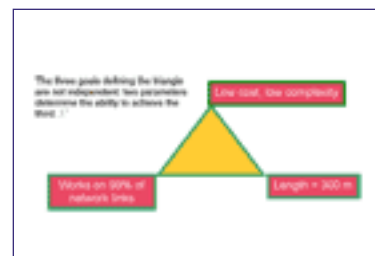 "The three goals defining the triangle
are not independent: two parameters
determine the ability to achieve the
third...!"
Low cost, low complexity
Works on 99% of
network links
Length = 300 m